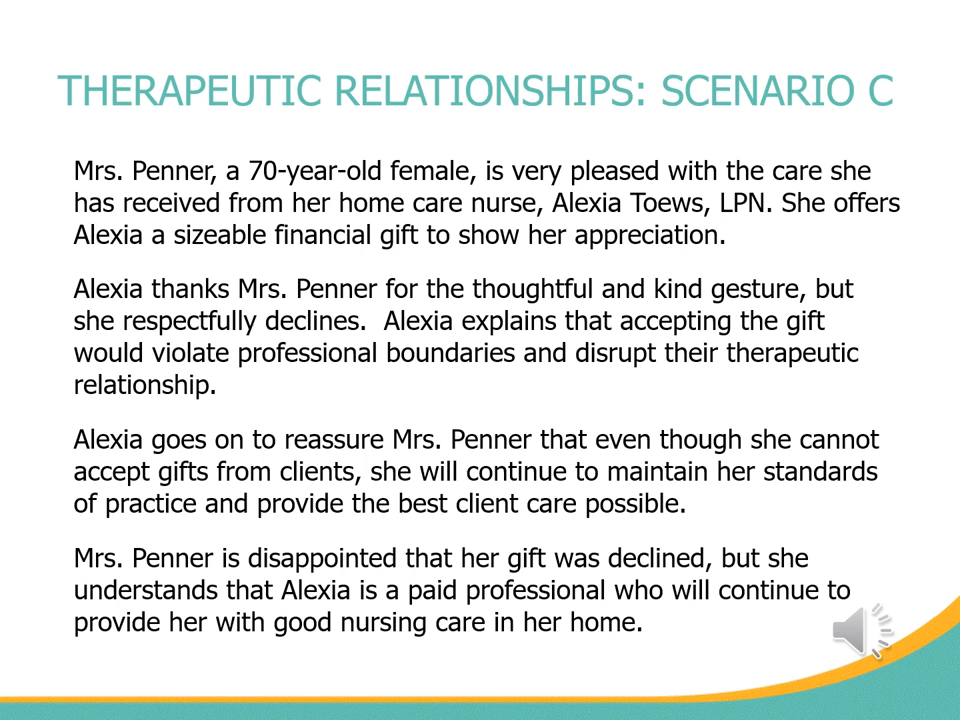 THERAPEUTIC RELATIONSHIPS: SCENARIO C
Mrs. Penner, a 70-year-old female, is very pleased with the care she
has received from her home care nurse, Alexia Toews, LPN. She offers
Alexia a sizeable financial gift to show her appreciation.
Alexia thanks Mrs. Penner for the thoughtful and kind gesture, but
she respectfully declines.  Alexia explains that accepting the gift
would violate professional boundaries and disrupt their therapeutic
relationship.
Alexia goes on to reassure Mrs. Penner that even though she cannot
accept gifts from clients, she will continue to maintain her standards
of practice and provide the best client care possible.
Mrs. Penner is disappointed that her gift was declined, but she
understands that Alexia is a paid professional who will continue to
provide her with good nursing care in her home.